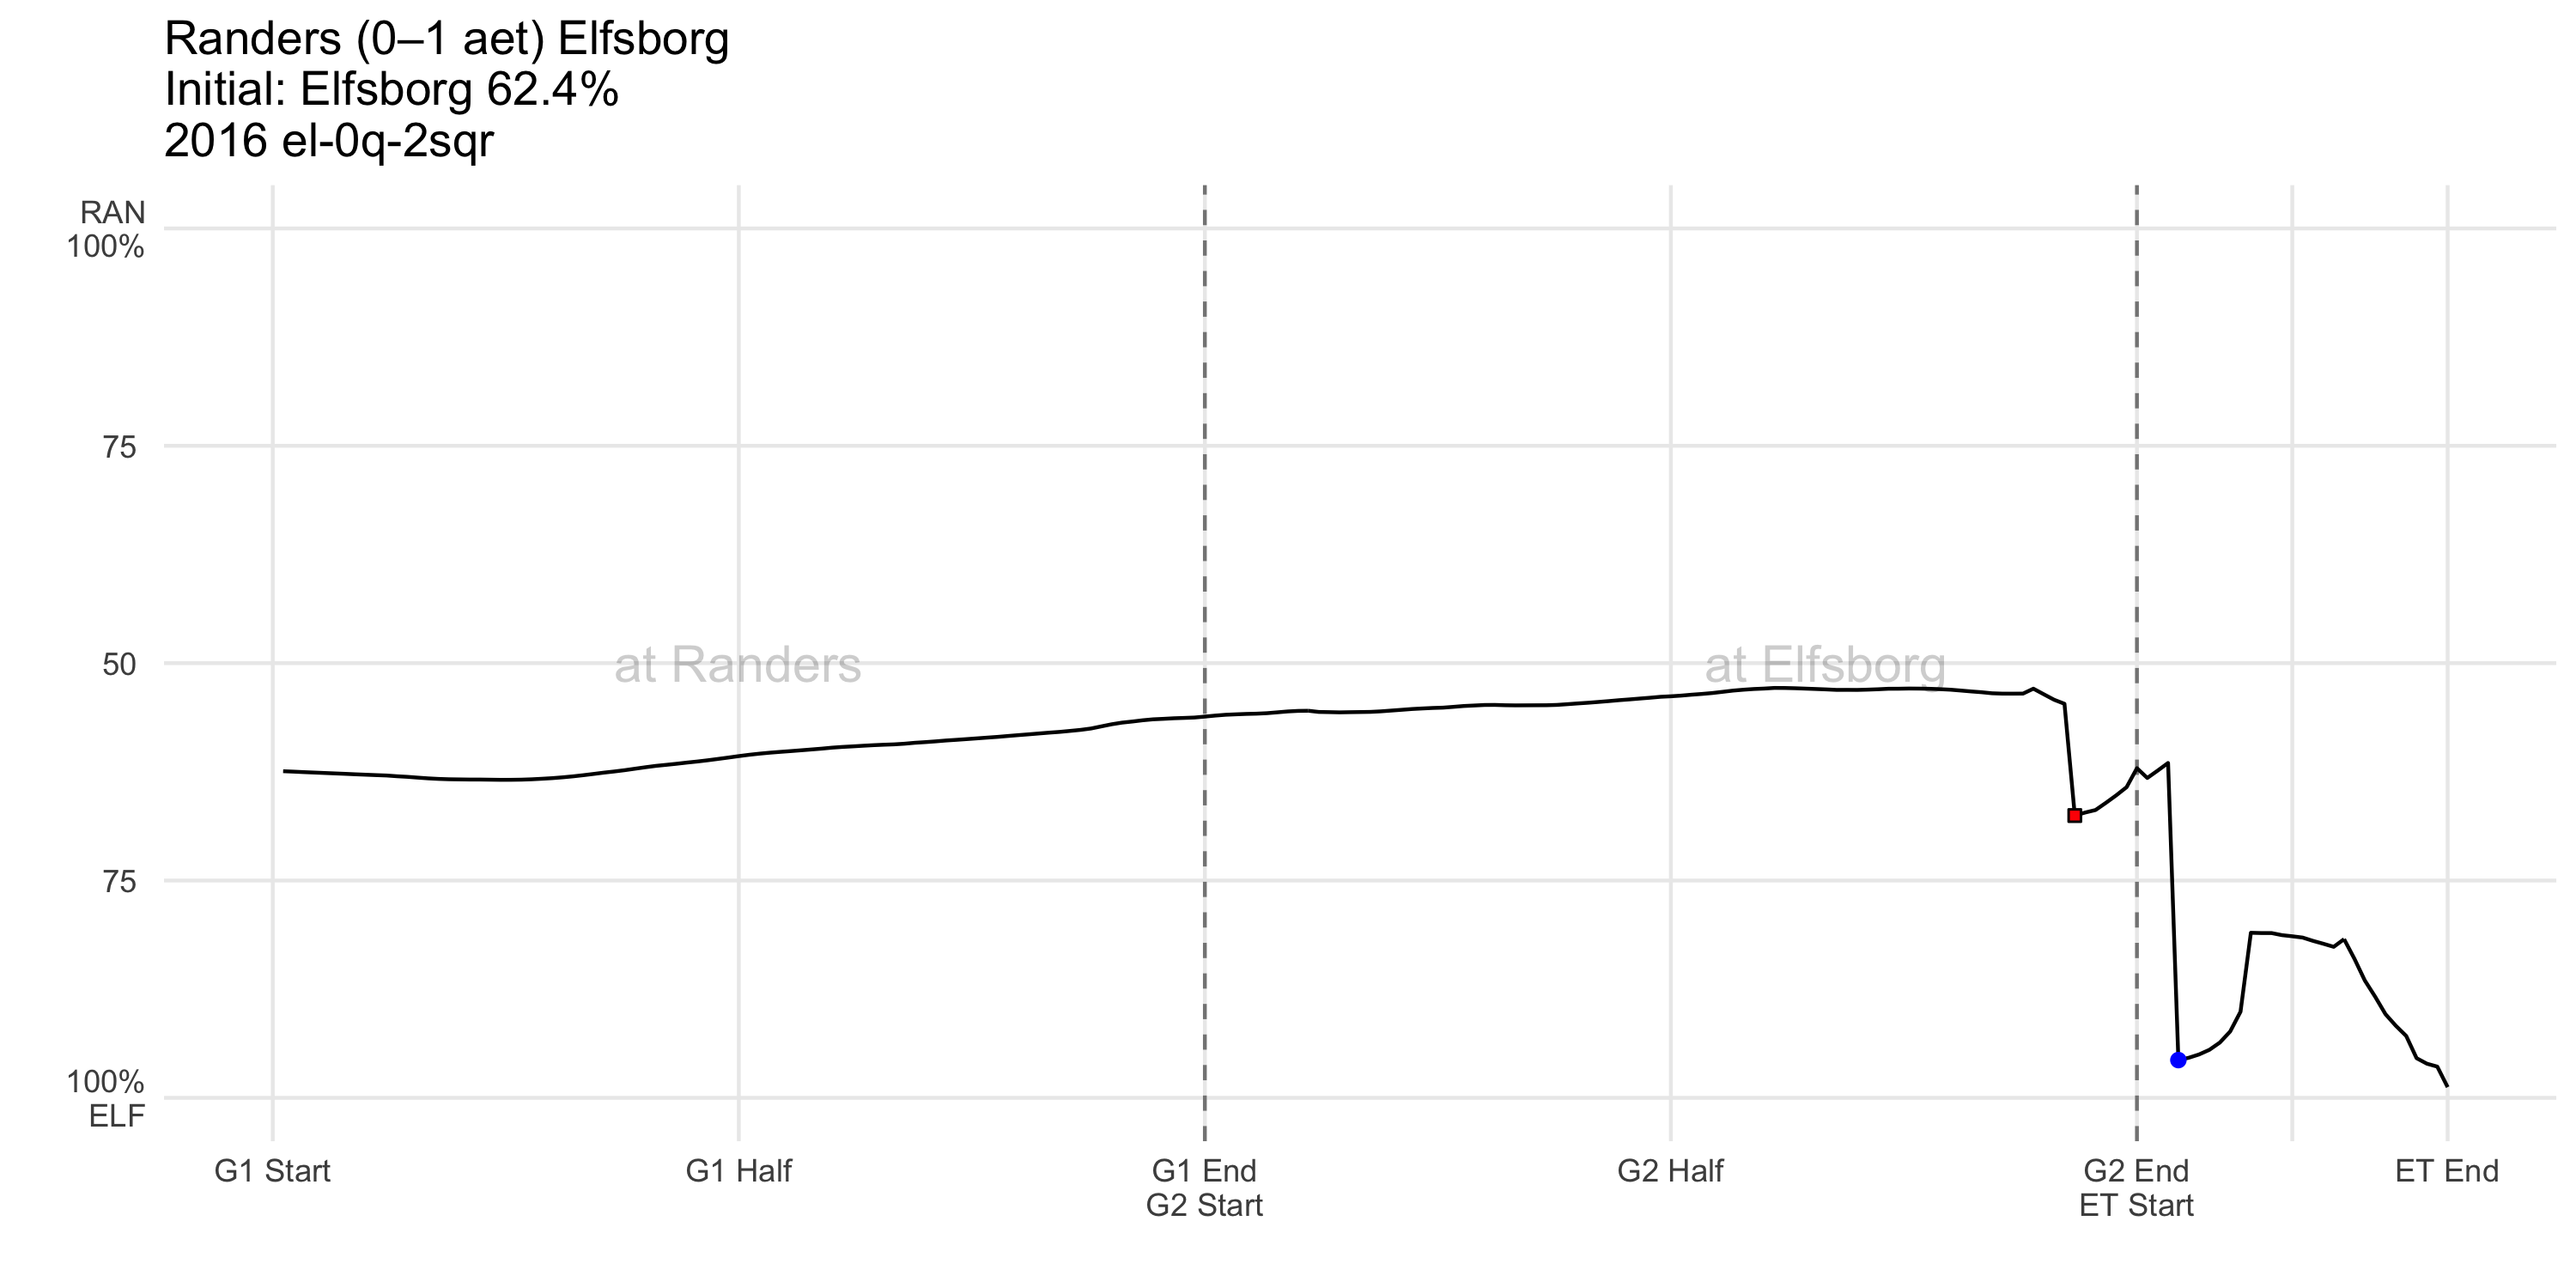 Randers (0–1 aet) Elfsborg
Initial: Elfsborg 62.4%
2016 el-0q-2sqr
RAN
100%
75
50
75
100%
ELF
at Randers
at Elfsborg
G1 Start
G1 Half
G1 End
G2 Start
G2 Half
G2 End
ET Start
ET End